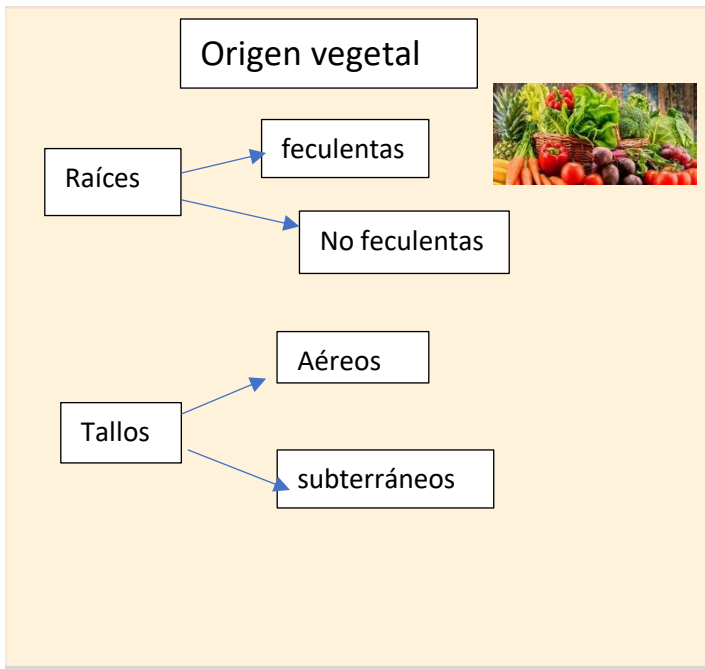 Origen vegetal
feculentas
Raíces
No feculentas
Aéreos
Tallos
subterráneos